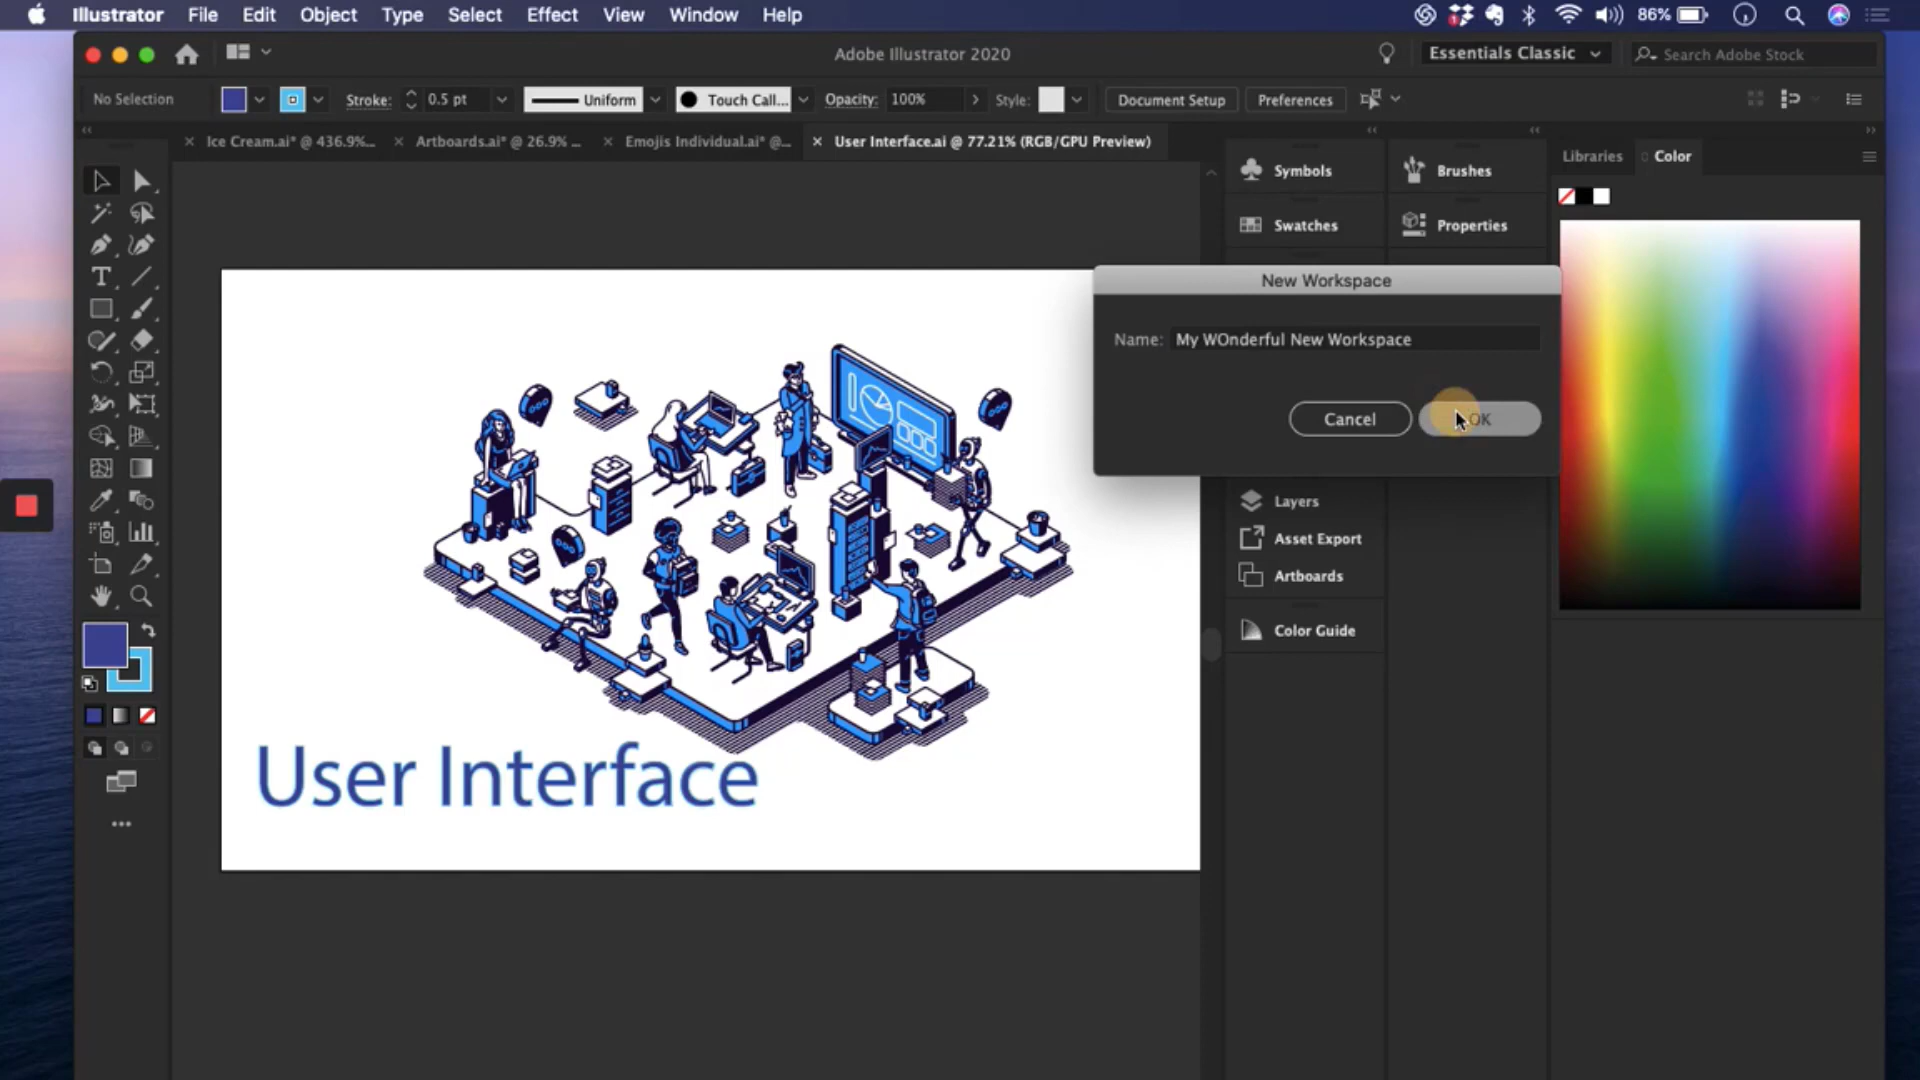 Illustrator File Edit Object Type Select Effect View Window Help 86%
Adobe Illustrator 2020 Essentials Classic Search Adobe Stock
No Selection Stroke: 0.5 pt Uniform Touch Call... Opacity: 100% Style: Document Setup Preferences
Ice Cream.ai* @ 436.9%... Artboards.ai* @ 26.9% ... Emojis Individual.ai* @... User Interface.ai @ 77.21% (RGB/GPU Preview)
Libraries Color
Symbols Brushes
Swatches Properties
New Workspace
Name: My WOnderful New Workspace
Cancel OK
Layers
Asset Export
Artboards
Color Guide
User Interface